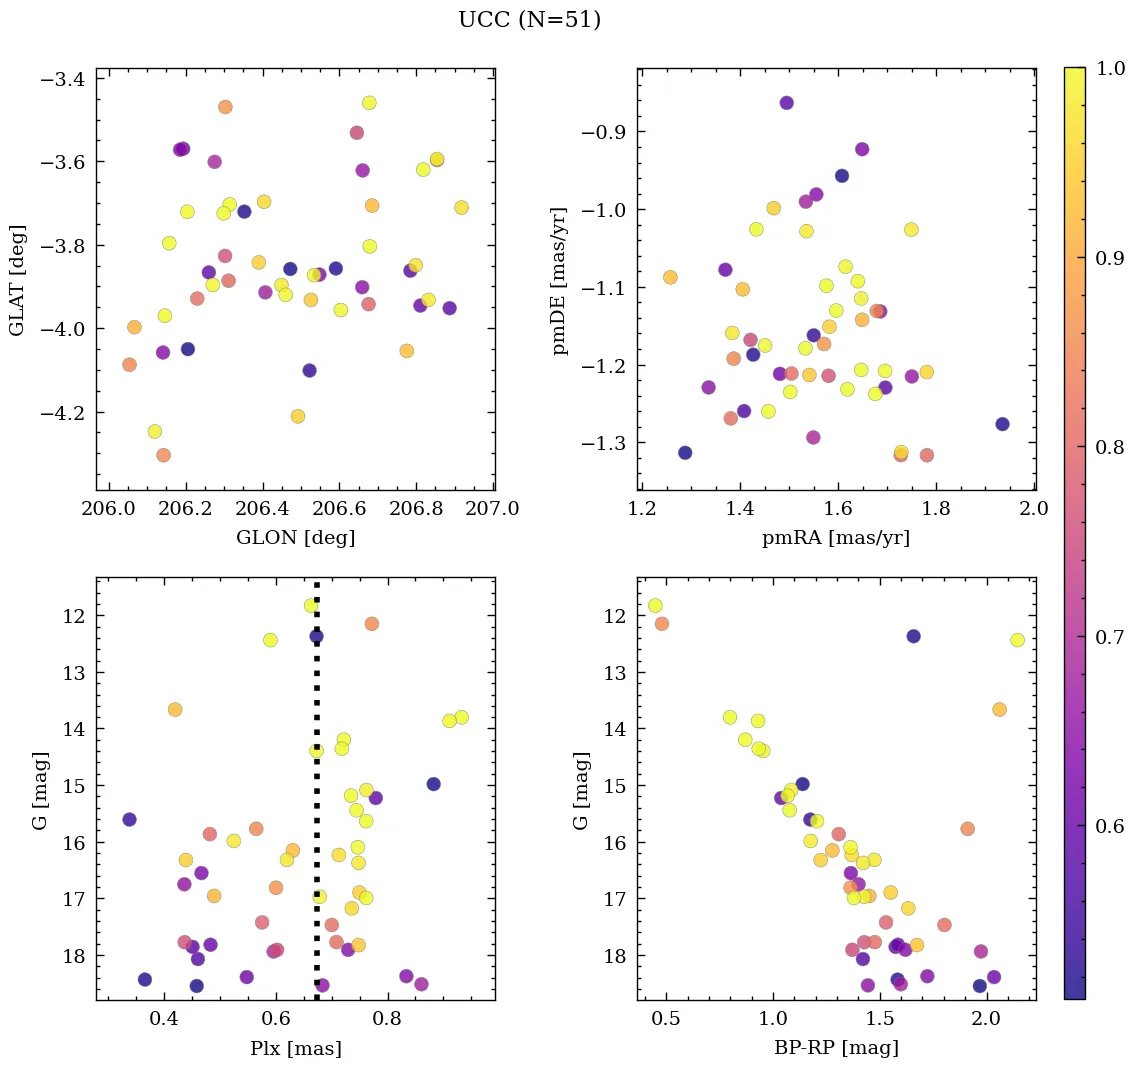 UCC (N=51)
−3.4
−3.6
−3.8
−4.0
−4.2
GLAT [deg]
206.0 206.2 206.4 206.6 206.8 207.0
GLON [deg]
−0.9
−1.0
−1.1
−1.2
−1.3
pmDE [mas/yr]
1.2 1.4 1.6 1.8 2.0
pmRA [mas/yr]
12
13
14
15
16
17
18
G [mag]
0.4 0.6 0.8
Plx [mas]
12
13
14
15
16
17
18
G [mag]
0.5 1.0 1.5 2.0
BP-RP [mag]
1.0
0.9
0.8
0.7
0.6